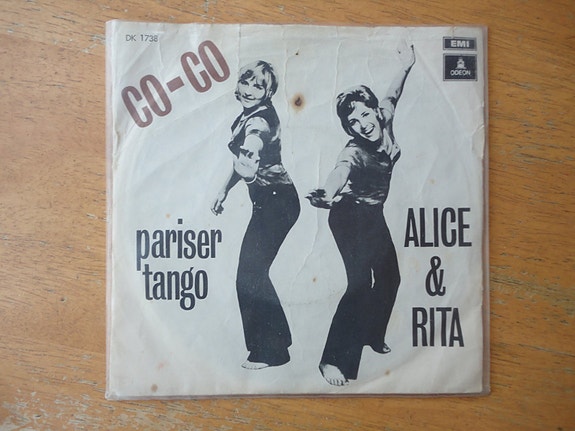 DK 1738
CO-CO
EMI
ODEON
pariser
tango
ALICE
&
RITA